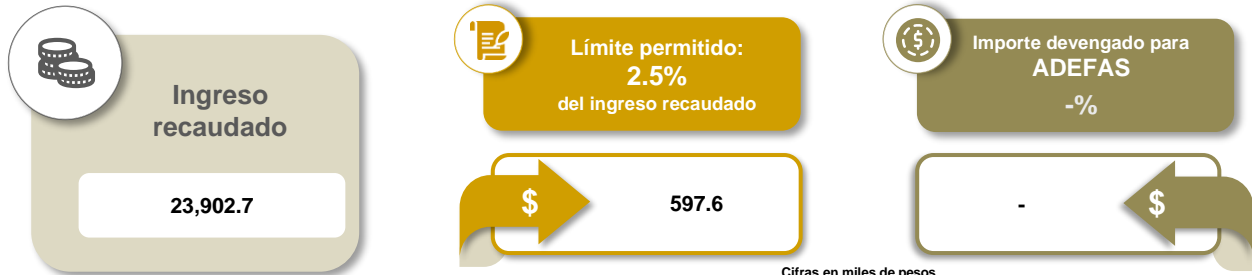 Ingreso
recaudado
23,902.7
Límite permitido:
2.5%
del ingreso recaudado
$
597.6
Importe devengado para
ADEFAS
-%
-
$
Cifras en miles de pesos